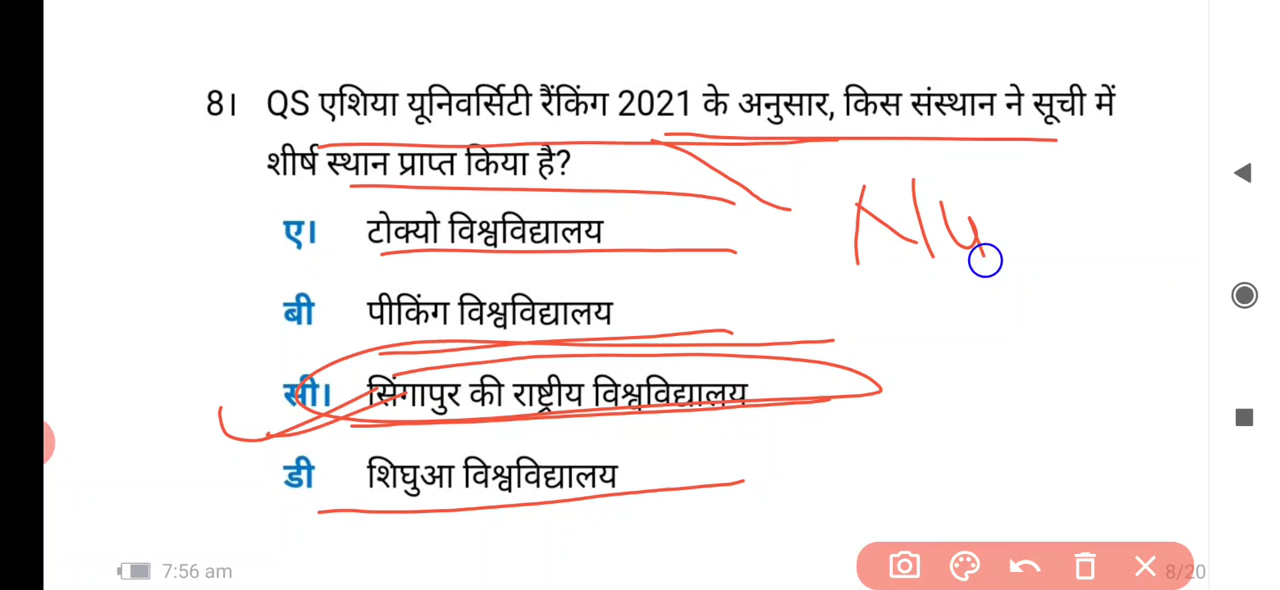 8। QS एशिया यूनिवर्सिटी रैंकिंग 2021 के अनुसार, किस संस्थान ने सूची में
शीर्ष स्थान प्राप्त किया है?
ए। टोक्यो विश्वविद्यालय
बी पीकिंग विश्वविद्यालय
सी। सिंगापुर की राष्ट्रीय विश्वविद्यालय
डी शिघुआ विश्वविद्यालय
7:56 am
8/20